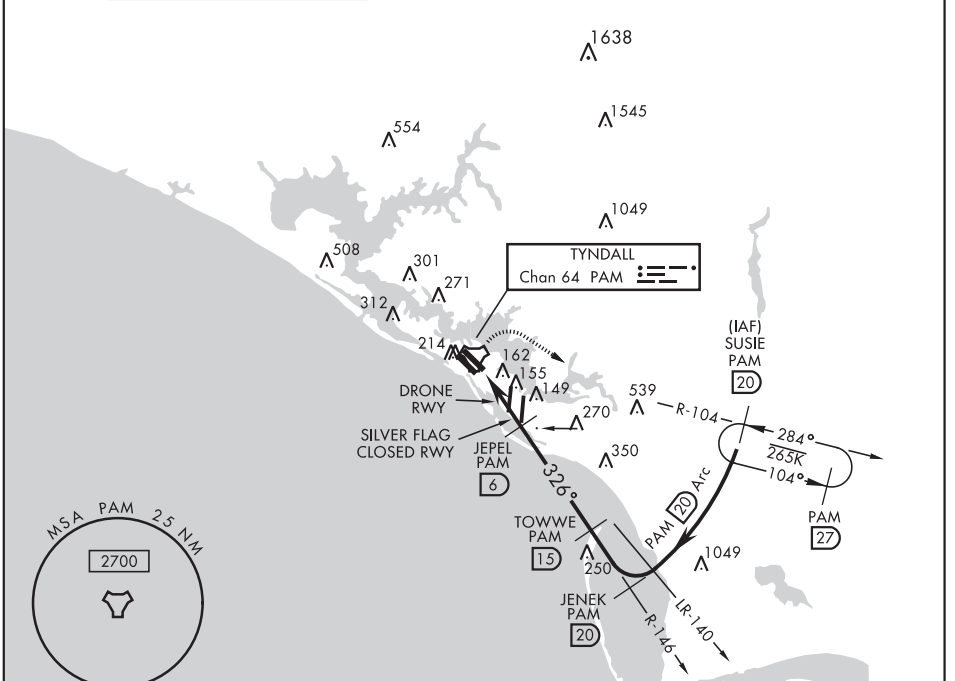 1638
1545
554
1049
508
301
271
312
TYNDALL
Chan 64 PAM
(IAF)
SUSIE
PAM
20
214
162
155
149
539
R-104
284°
265K
104°
DRONE
RWY
270
SILVER FLAG
CLOSED RWY
JEPEL
PAM
6
350
326°
PAM 20 Arc
PAM
27
TOWWE
PAM
15
250
1049
JENEK
PAM
20
R-146
LR-140
MSA PAM 25 NM
2700